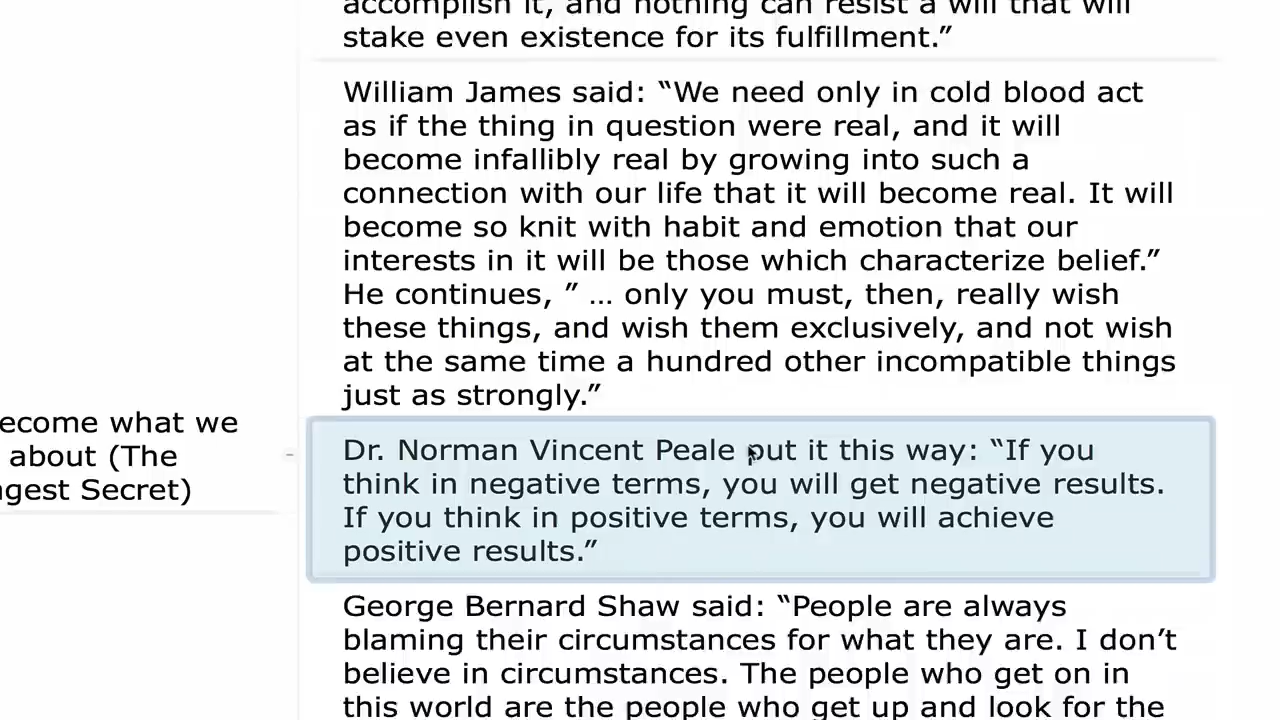 accomplish it, and nothing can resist a will that will
stake even existence for its fulfillment.”
William James said: “We need only in cold blood act
as if the thing in question were real, and it will
become infallibly real by growing into such a
connection with our life that it will become real. It will
become so knit with habit and emotion that our
interests in it will be those which characterize belief.”
He continues, ” … only you must, then, really wish
these things, and wish them exclusively, and not wish
at the same time a hundred other incompatible things
just as strongly.”
ecome what we
about (The
gest Secret)
-
Dr. Norman Vincent Peale put it this way: “If you
think in negative terms, you will get negative results.
If you think in positive terms, you will achieve
positive results.”
George Bernard Shaw said: “People are always
blaming their circumstances for what they are. I don’t
believe in circumstances. The people who get on in
this world are the people who get up and look for the